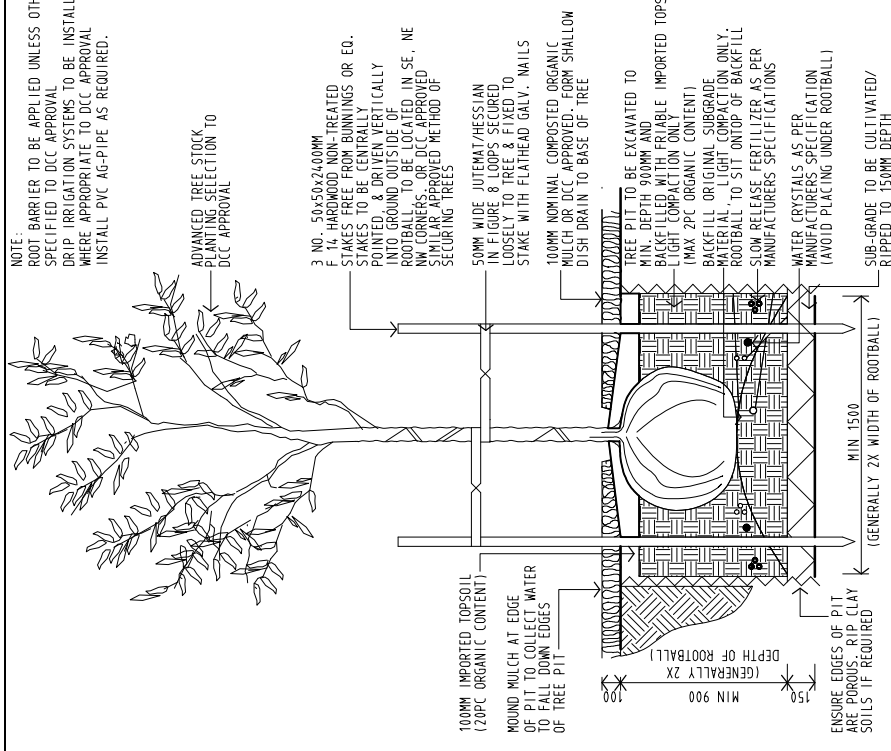 NOTE:
ROOT BARRIER TO BE APPLIED UNLESS OTH
SPECIFIED TO DCC APPROVAL
DRIP IRRIGATION SYSTEMS TO BE INSTALL
WHERE APPROPRIATE TO DCC APPROVAL
INSTALL PVC AG-PIPE AS REQUIRED.
ADVANCED TREE STOCK
PLANTING SELECTION TO
DCC APPROVAL
3 NO. 50x50x2400MM
F 14 HARDWOOD NON-TREATED
STAKES FREE FROM BUNNINGS OR EQ.
STAKES TO BE CENTRALLY
POINTED, & DRIVEN VERTICALLY
INTO GROUND OUTSIDE OF
ROOTBALL TO BE LOCATED IN SE, NE
NWTORNERS. OR DCC APPROVED
SIMILAR APPROVED METHOD OF
SECURING TREES
50MM WIDE JUTEMAT/HESSIAN
IN FIGURE 8 LOOPS SECURED
LOOSELY TO TREE & FIXED TO
STAKE WITH FLATHEAD GALV. NAILS
100MM NOMINAL COMPOSTED ORGANIC
MULCH OR DCC APPROVED. FORM SHALLOW
DISH DRAIN TO BASE OF TREE
TREE PIT TO BE EXCAVATED TO
MIN. DEPTH 900MM AND
BACKFILLED WITH FRIABLE IMPORTED TOPS
LIGHT COMPACTION ONLY
(MAX 2PC ORGANIC CONTENT)
BACKFILL ORIGINAL SUBGRADE
MATERIAL, LIGHT COMPACTION ONLY.
ROOTBALL TO SIT ONTOP OF BACKFILL
SLOW RELEASE FERTILIZER AS PER
MANUFACTURERS SPECIFICATIONS
WATER CRYSTALS AS PER
MANUFACTURERS SPECIFICATION
(AVOID PLACING UNDER ROOTBALL)
SUB-GRADE TO BE CULTIVATED/
RIPPED TO 150MM DEPTH
100MM IMPORTED TOPSOIL
(20PC ORGANIC CONTENT)
MOUND MULCH AT EDGE
OF PIT TO COLLECT WATER
TO FALL DOWN EDGES
OF TREE PIT
100
MIN 900
(GENERALLY 2X
DEPTH OF ROOTBALL)
150
ENSURE EDGES OF PIT
ARE POROUS. RIP CLAY
SOILS IF REQUIRED
MIN 1500
(GENERALLY 2X WIDTH OF ROOTBALL)